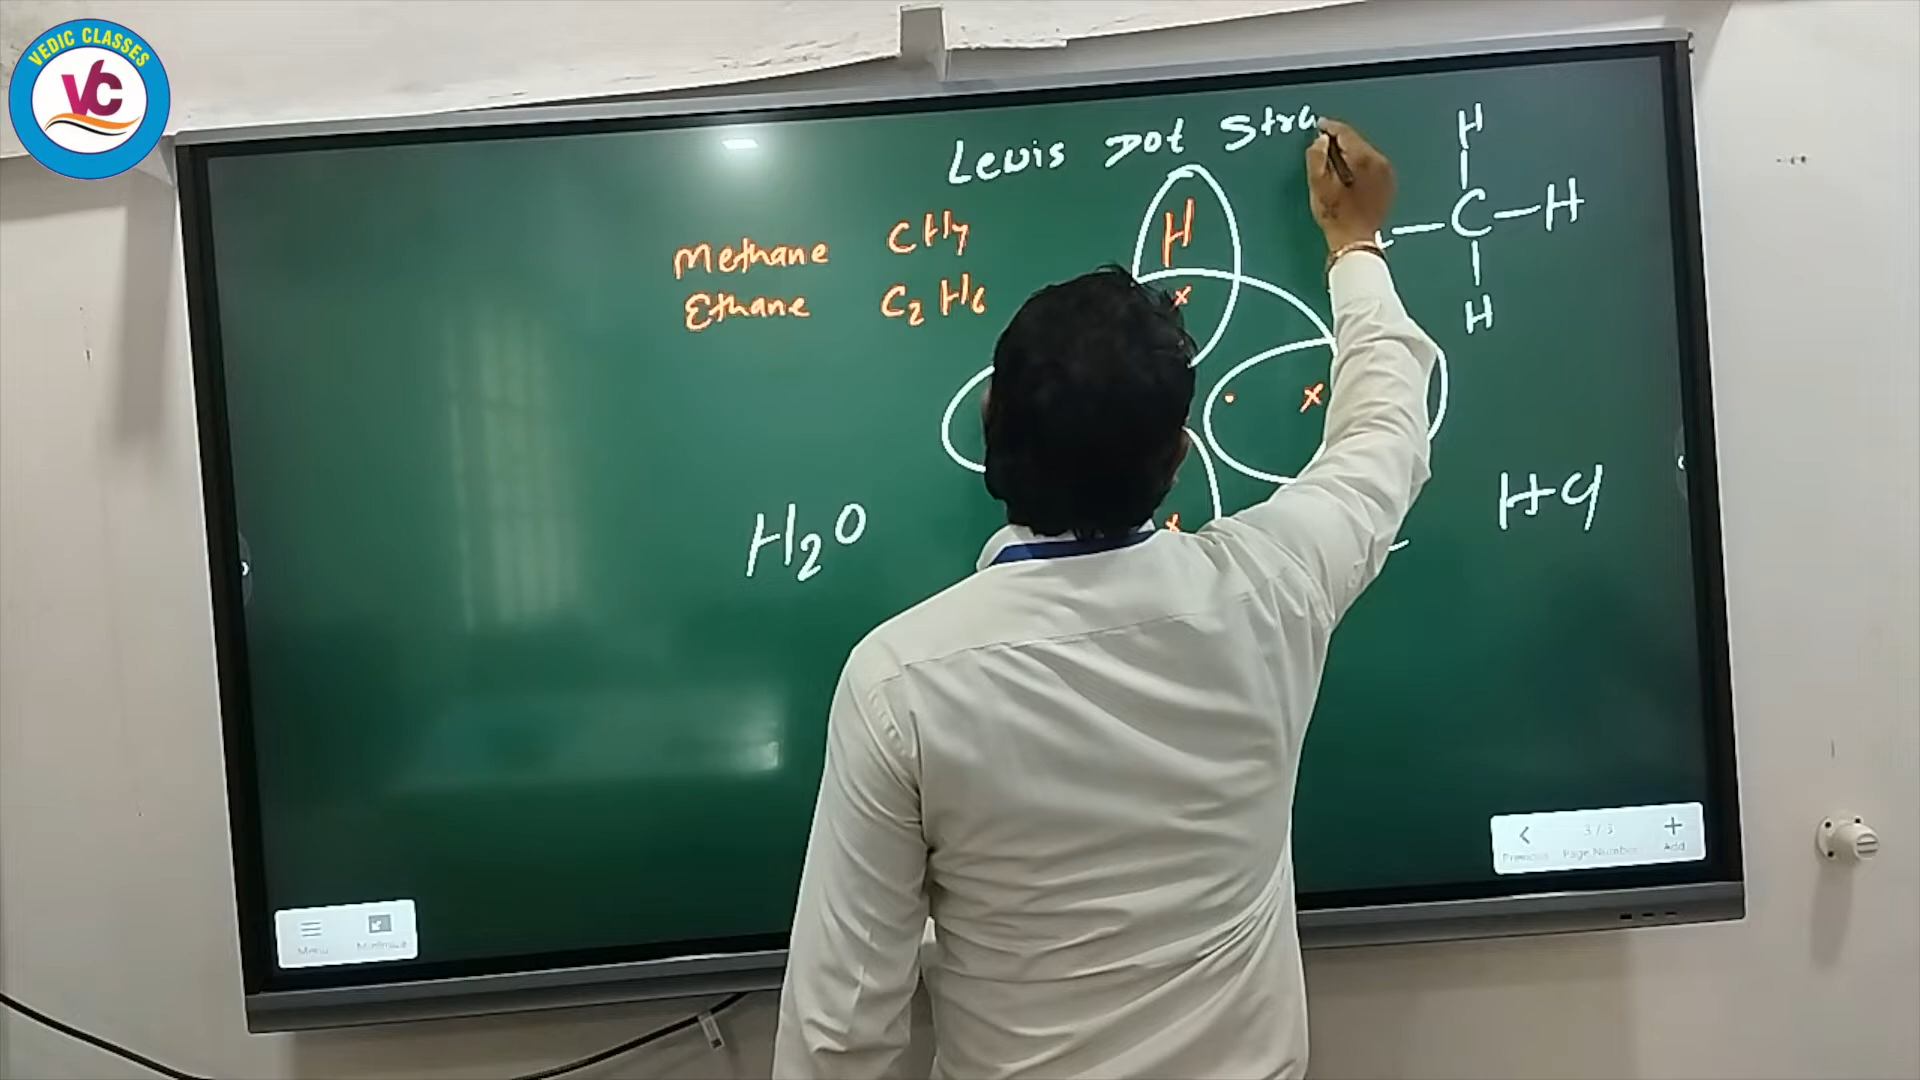 VEDIC CLASSES
VC
Lewis Dot Stru
Methane CH4
Ethane C2H6
H
x
. x
x
H
C—H
H
H2O
HCl
Menu Minimize
3/3
Previous Page Number Add